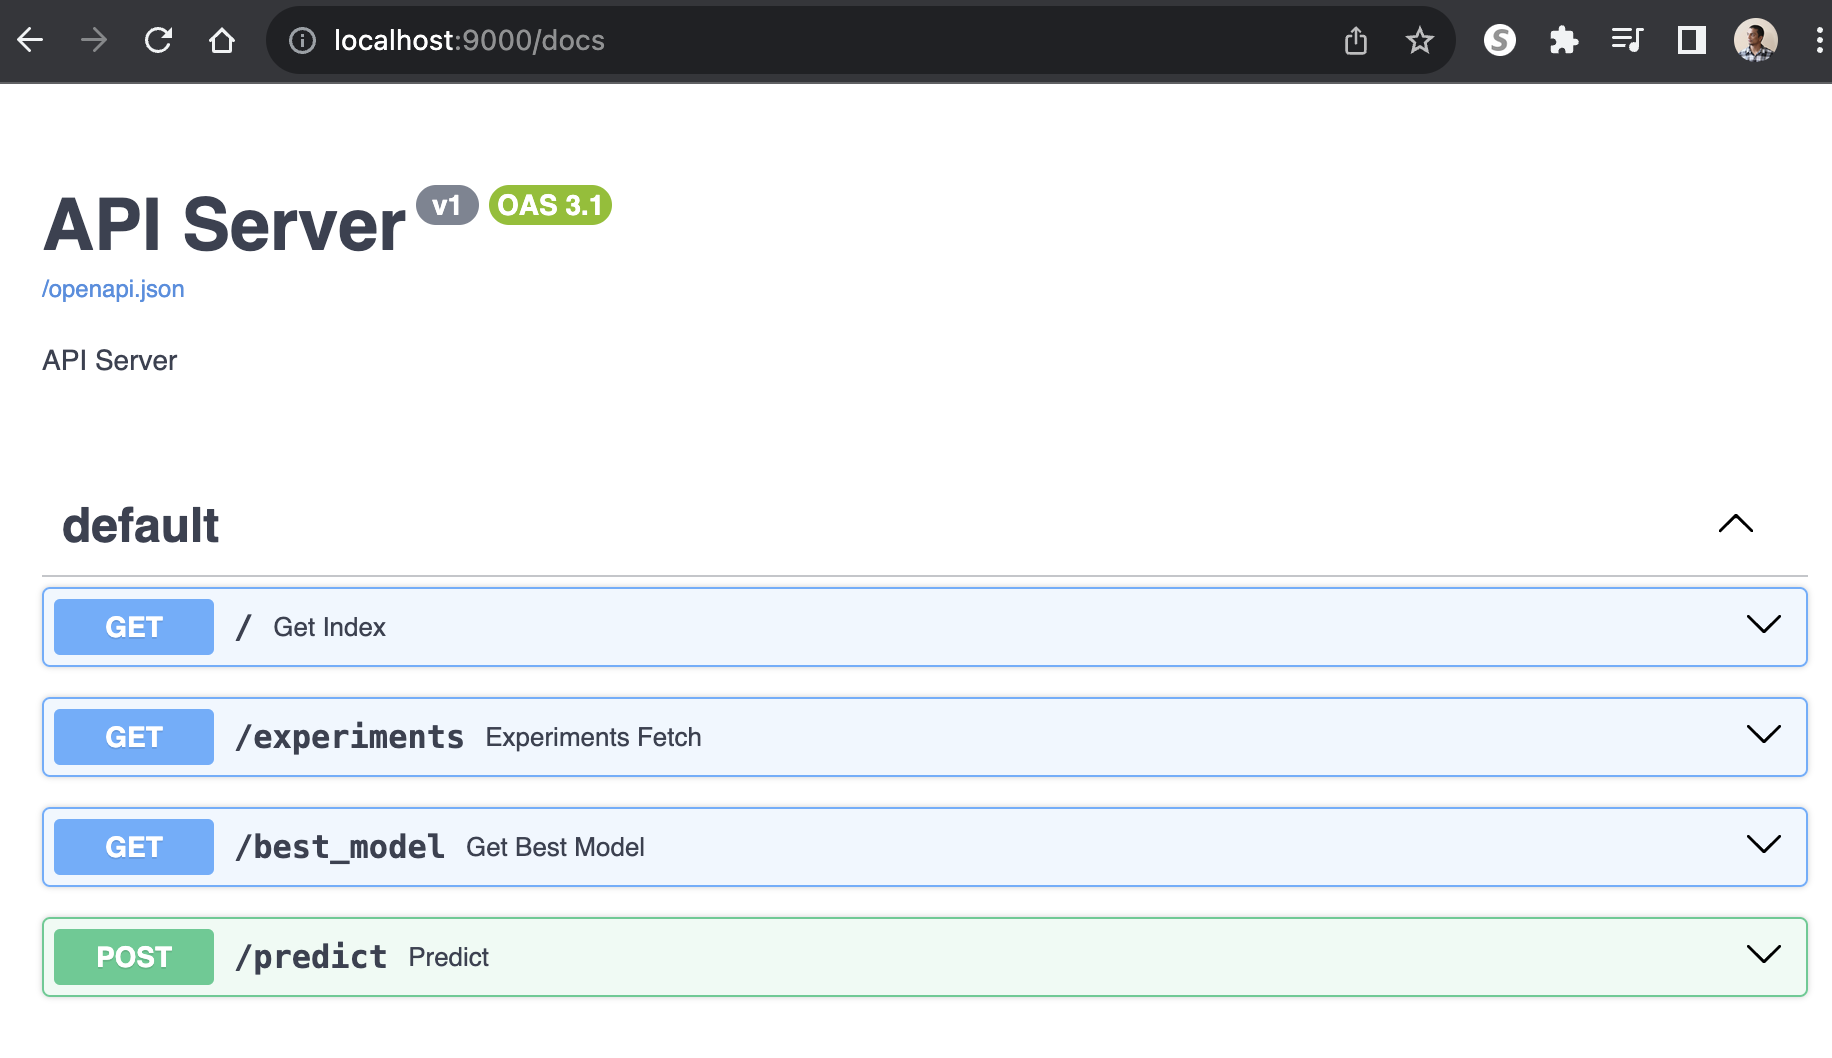 localhost:9000/docs
API Server v1 OAS 3.1
/openapi.json
API Server
default
GET / Get Index
GET /experiments Experiments Fetch
GET /best_model Get Best Model
POST /predict Predict